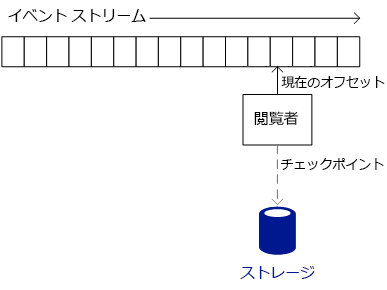 イベント ストリーム
現在のオフセット
閲覧者
チェックポイント
ストレージ